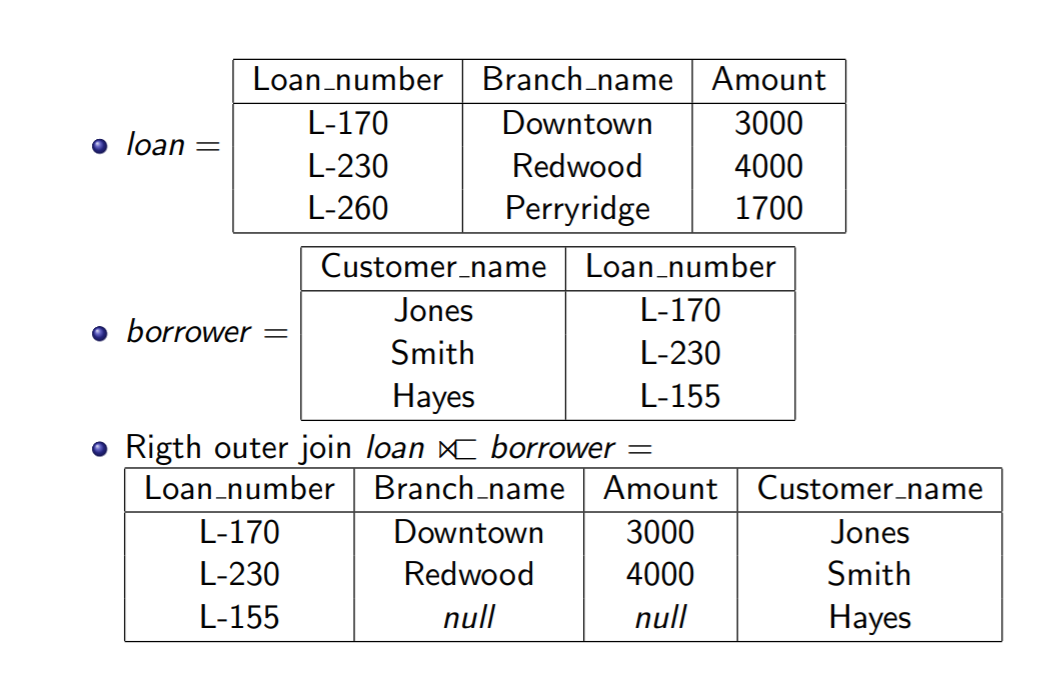 Loan_number Branch_name Amount
loan =
L-170 Downtown 3000
L-230 Redwood 4000
L-260 Perryridge 1700
Customer_name Loan_number
borrower =
Jones L-170
Smith L-230
Hayes L-155
Rigth outer join loan ⟖ borrower =
Loan_number Branch_name Amount Customer_name
L-170 Downtown 3000 Jones
L-230 Redwood 4000 Smith
L-155 null null Hayes